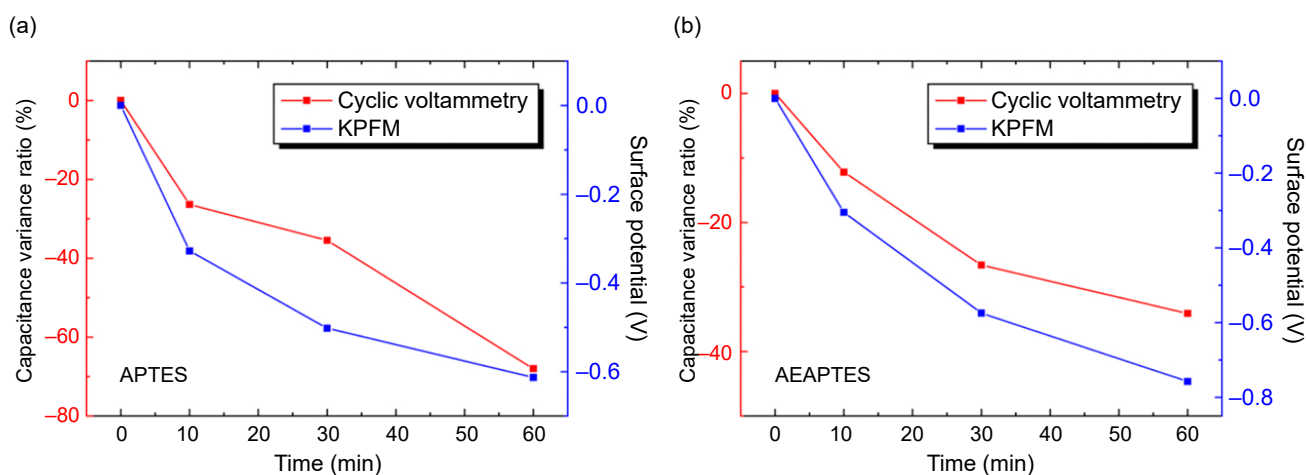 (a)
Capacitance variance ratio (%)
0
–20
–40
–60
–80
Cyclic voltammetry
KPFM
APTES
0.0
–0.2
–0.4
–0.6
Surface potential (V)
0 10 20 30 40 50 60
Time (min)
(b)
Capacitance variance ratio (%)
0
–20
–40
Cyclic voltammetry
KPFM
AEAPTES
0.0
–0.2
–0.4
–0.6
–0.8
Surface potential (V)
0 10 20 30 40 50 60
Time (min)